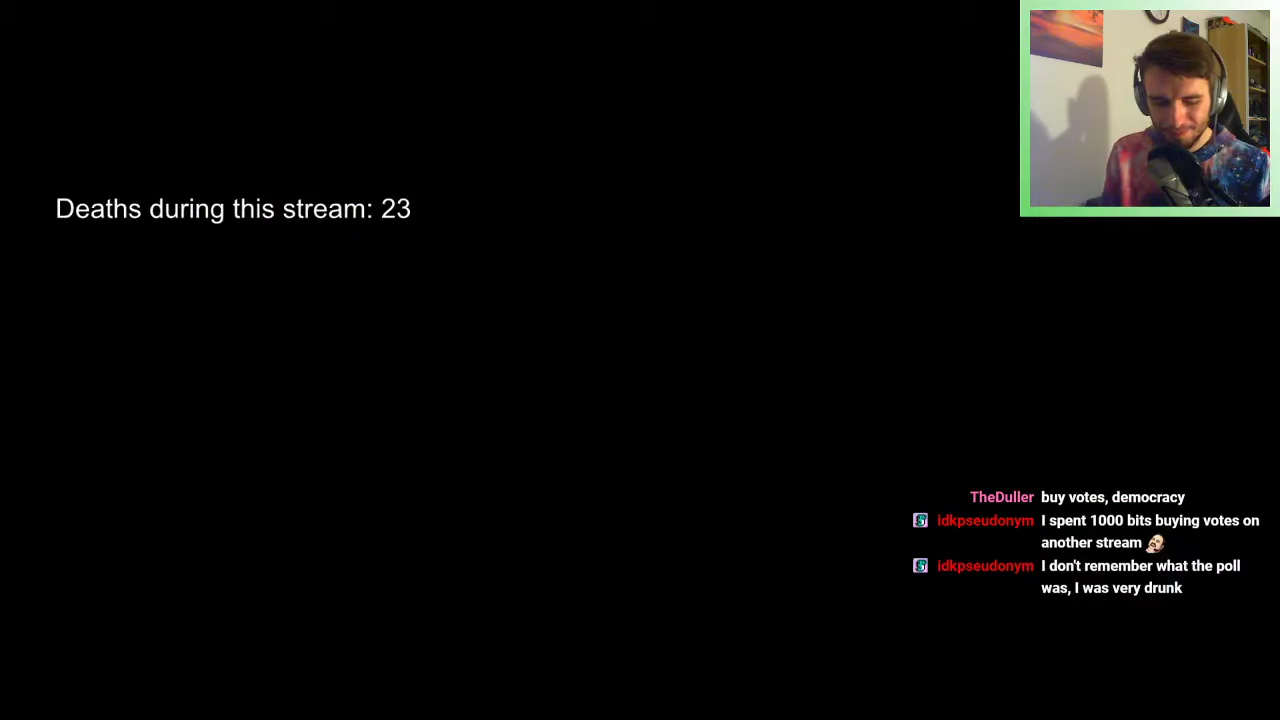 Deaths during this stream: 23
TheDuller buy votes, democracy
idkpseudonym I spent 1000 bits buying votes on
another stream
idkpseudonym I don't remember what the poll
was, I was very drunk